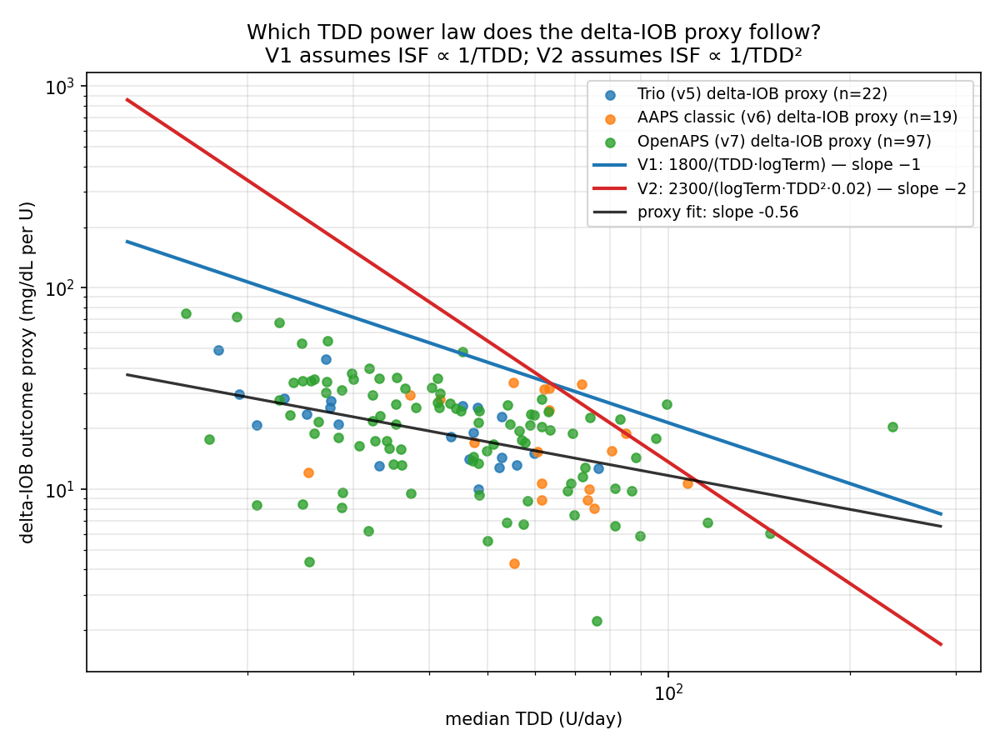 Which TDD power law does the delta-IOB proxy follow?
V1 assumes ISF ∝ 1/TDD; V2 assumes ISF ∝ 1/TDD²
Trio (v5) delta-IOB proxy (n=22)
AAPS classic (v6) delta-IOB proxy (n=19)
OpenAPS (v7) delta-IOB proxy (n=97)
V1: 1800/(TDD·logTerm) — slope −1
V2: 2300/(logTerm·TDD²·0.02) — slope −2
proxy fit: slope -0.56
delta-IOB outcome proxy (mg/dL per U)
10³
10²
10¹
10²
median TDD (U/day)